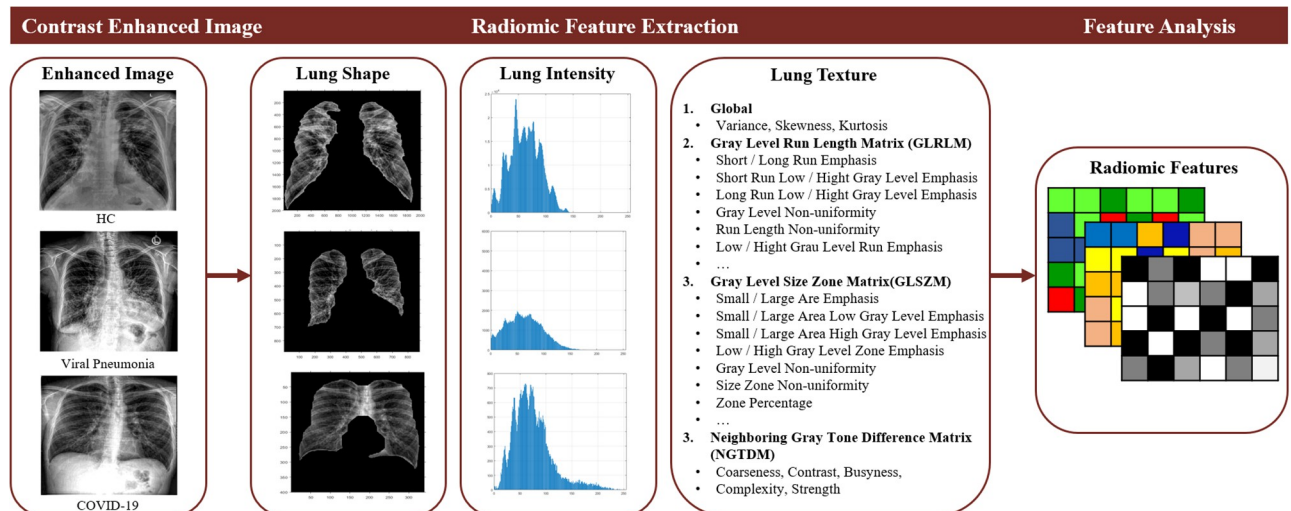 Contrast Enhanced Image
Radiomic Feature Extraction
Feature Analysis
Enhanced Image
HC
Viral Pneumonia
COVID-19
Lung Shape
Lung Intensity
Lung Texture
1. Global
• Variance, Skewness, Kurtosis
2. Gray Level Run Length Matrix (GLRLM)
• Short / Long Run Emphasis
• Short Run Low / Hight Gray Level Emphasis
• Long Run Low / Hight Gray Level Emphasis
• Gray Level Non-uniformity
• Run Length Non-uniformity
• Low / Hight Grau Level Run Emphasis
• …
3. Gray Level Size Zone Matrix(GLSZM)
• Small / Large Are Emphasis
• Small / Large Area Low Gray Level Emphasis
• Small / Large Area High Gray Level Emphasis
• Low / High Gray Level Zone Emphasis
• Gray Level Non-uniformity
• Size Zone Non-uniformity
• Zone Percentage
• …
3. Neighboring Gray Tone Difference Matrix
(NGTDM)
• Coarseness, Contrast, Busyness,
• Complexity, Strength
Radiomic Features